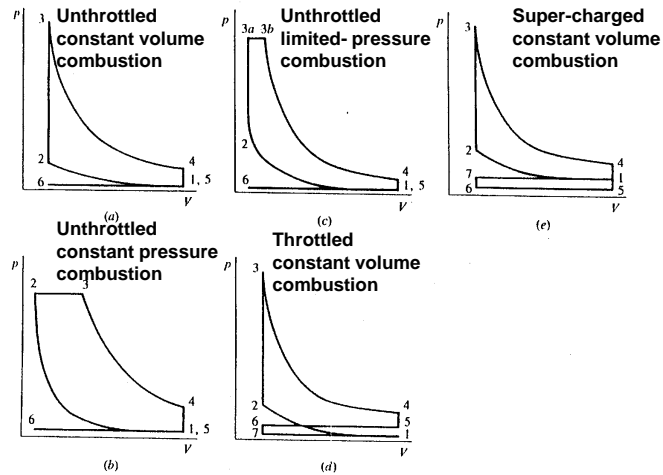 Unthrottled
constant volume
combustion
p
3
2
6
4
1, 5
V
(a)
Unthrottled
limited- pressure
combustion
p
3a 3b
2
6
4
1, 5
V
(c)
Super-charged
constant volume
combustion
p
3
2
7
6
4
1
5
V
(e)
Unthrottled
constant pressure
combustion
p
2
3
6
4
1, 5
V
(b)
Throttled
constant volume
combustion
p
3
2
6
7
4
5
1
V
(d)